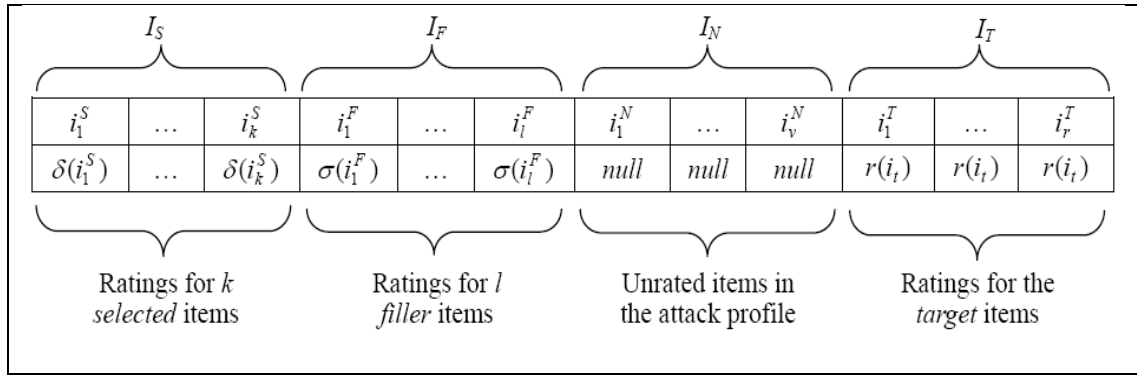 I_S I_F I_N I_T
i_1^S … i_k^S i_1^F … i_l^F i_1^N … i_v^N i_1^T … i_r^T
δ(i_1^S) … δ(i_k^S) σ(i_1^F) … σ(i_l^F) null null null r(i_t) r(i_t) r(i_t)
Ratings for k
selected items
Ratings for l
filler items
Unrated items in
the attack profile
Ratings for the
target items